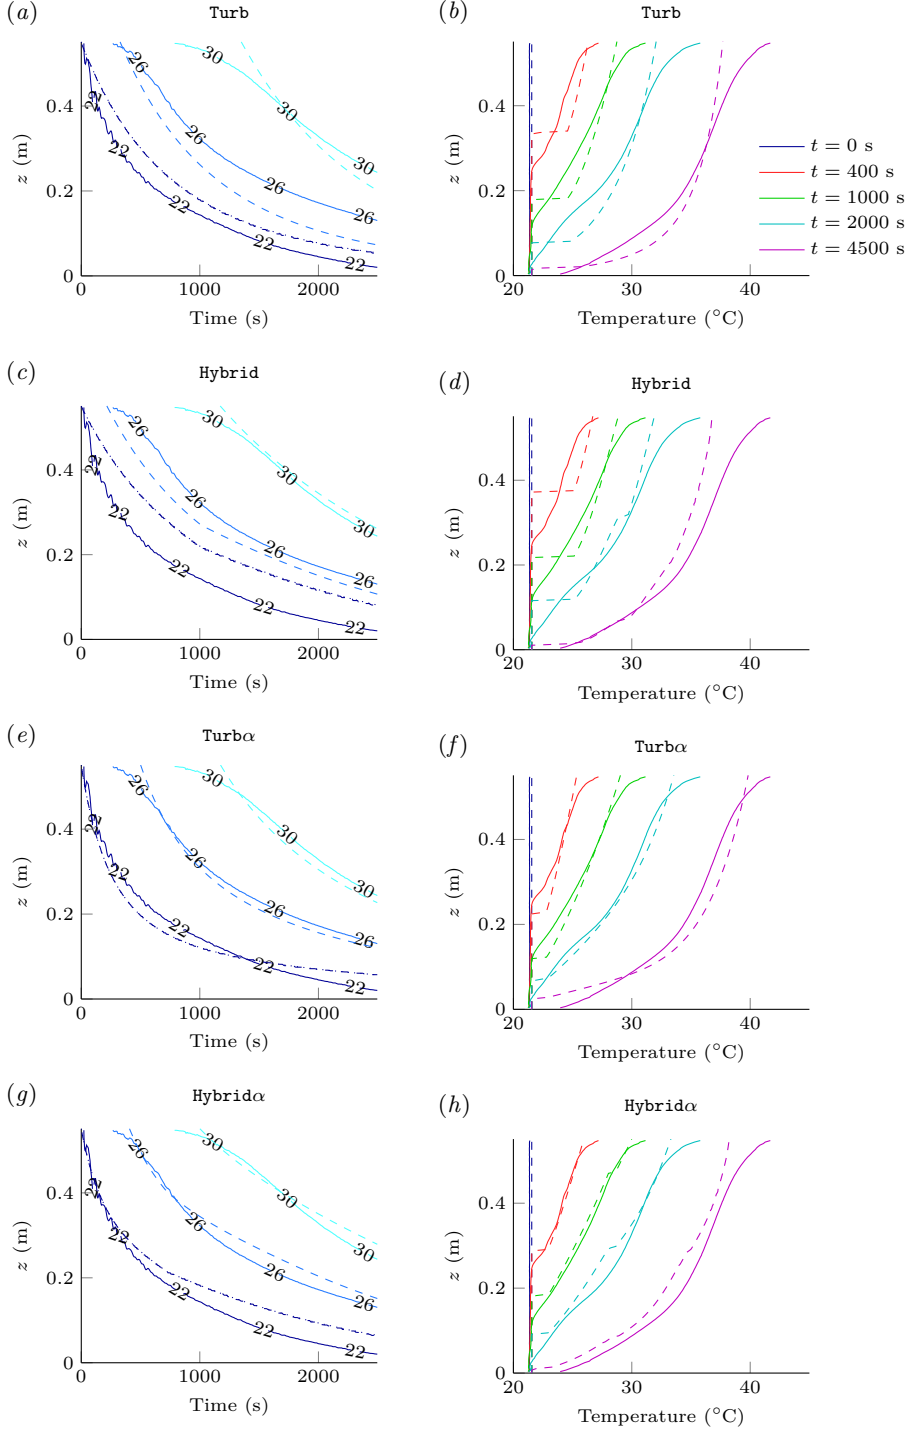 (a) Turb
22
22
22
22
22
26
26
26
26
30
30
30
0.4
0.2
0
z (m)
0 1000 2000
Time (s)
(b) Turb
0.4
0.2
0
z (m)
20 30 40
Temperature (°C)
t = 0 s
t = 400 s
t = 1000 s
t = 2000 s
t = 4500 s
(c) Hybrid
22
22
22
22
26
26
26
26
30
30
30
0.4
0.2
0
z (m)
0 1000 2000
Time (s)
(d) Hybrid
0.4
0.2
0
z (m)
20 30 40
Temperature (°C)
(e) Turbα
22
22
22
22
22
26
26
26
26
30
30
30
0.4
0.2
0
z (m)
0 1000 2000
Time (s)
(f) Turbα
0.4
0.2
0
z (m)
20 30 40
Temperature (°C)
(g) Hybridα
22
22
22
22
22
26
26
26
26
30
30
30
0.4
0.2
0
z (m)
0 1000 2000
Time (s)
(h) Hybridα
0.4
0.2
0
z (m)
20 30 40
Temperature (°C)